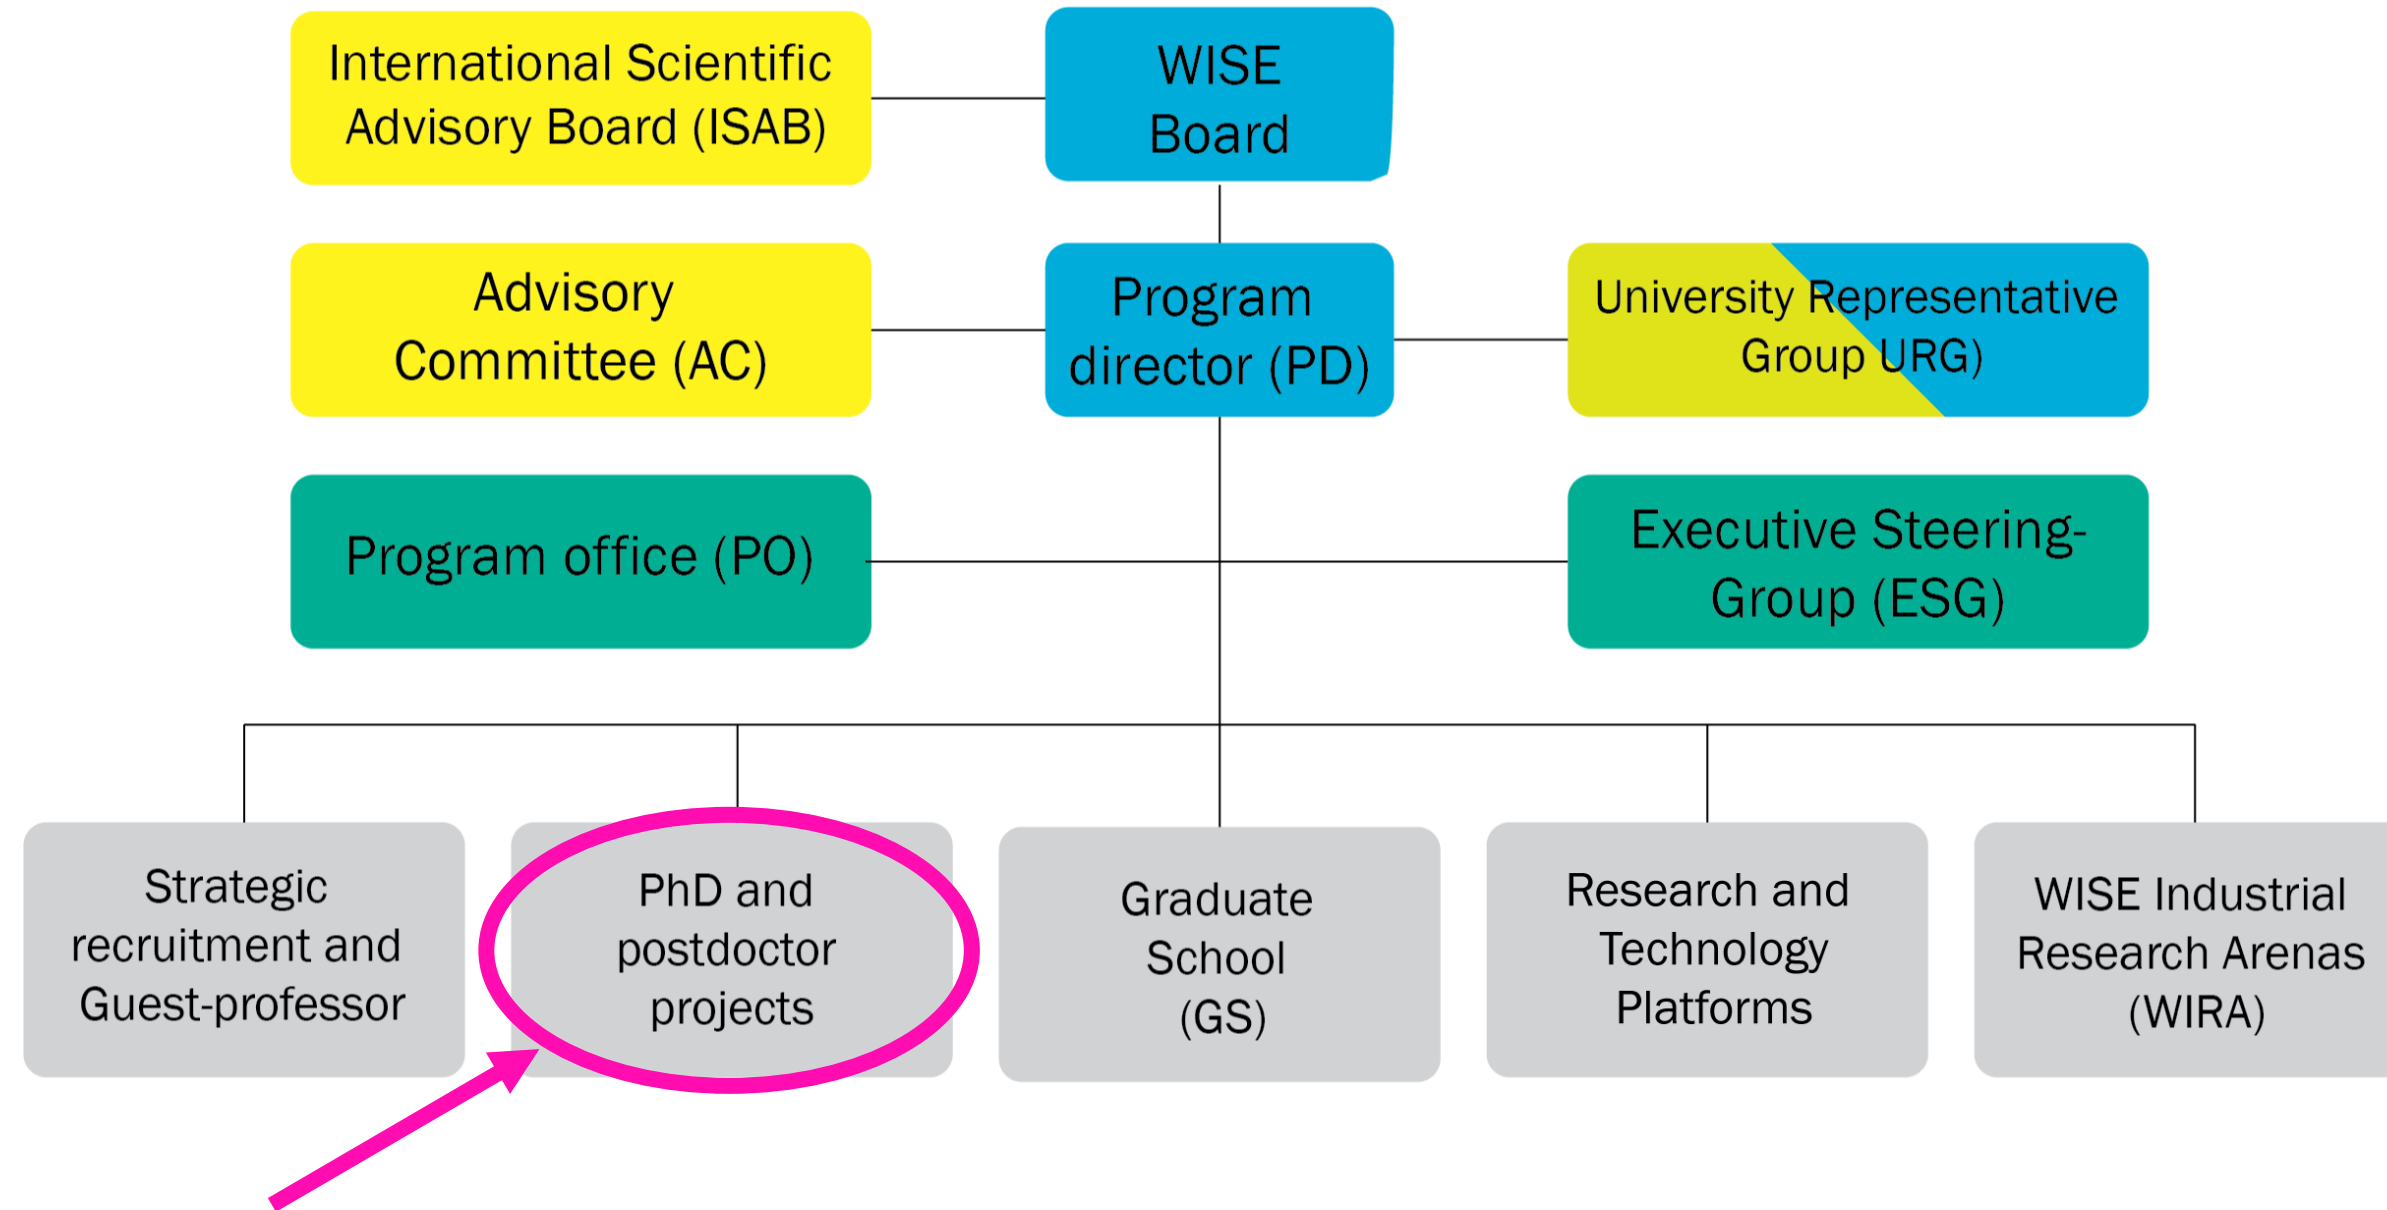 International Scientific
Advisory Board (ISAB)
WISE
Board
Advisory
Committee (AC)
Program
director (PD)
University Representative
Group URG)
Program office (PO)
Executive Steering-
Group (ESG)
Strategic
recruitment and
Guest-professor
PhD and
postdoctor
projects
Graduate
School
(GS)
Research and
Technology
Platforms
WISE Industrial
Research Arenas
(WIRA)